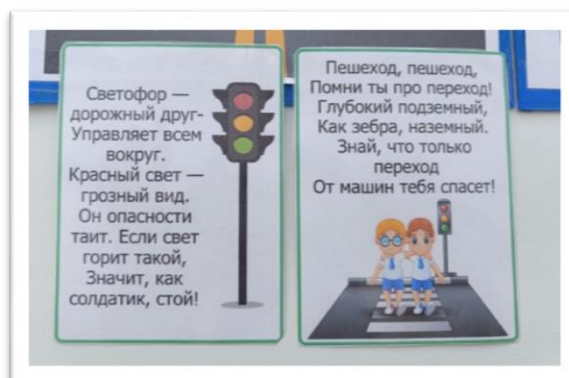 Светофор —
дорожный друг-
Управляет всем
вокруг.
Красный свет —
грозный вид.
Он опасности
таит. Если свет
горит такой,
Значит, как
солдатик, стой!
Пешеход, пешеход,
Помни ты про переход!
Глубокий подземный,
Как зебра, наземный.
Знай, что только
переход
От машин тебя спасет!